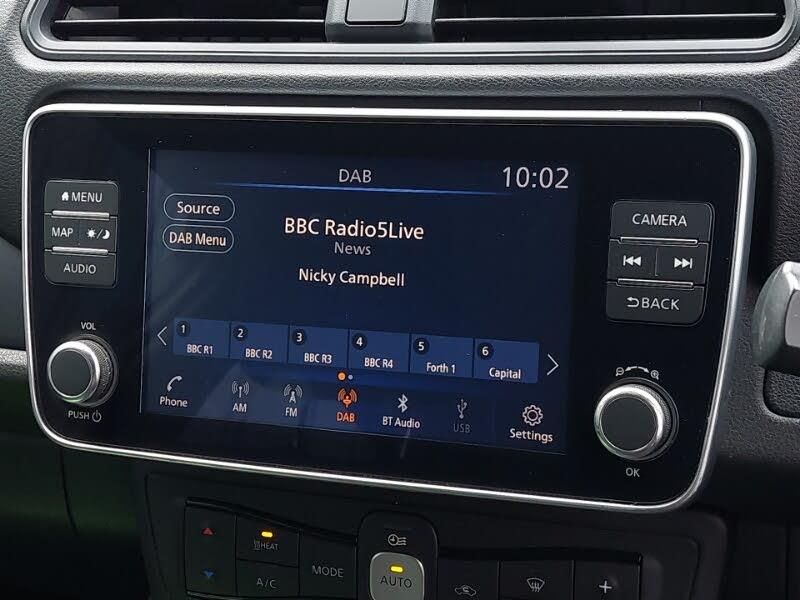 DAB
10:02
Source
DAB Menu
BBC Radio5Live
News
Nicky Campbell
1
BBC R1
2
BBC R2
3
BBC R3
4
BBC R4
5
Forth 1
6
Capital
Phone
AM
FM
DAB
BT Audio
USB
Settings
MENU
MAP
AUDIO
VOL
PUSH
CAMERA
BACK
OK
HEAT
A/C
MODE
AUTO
+